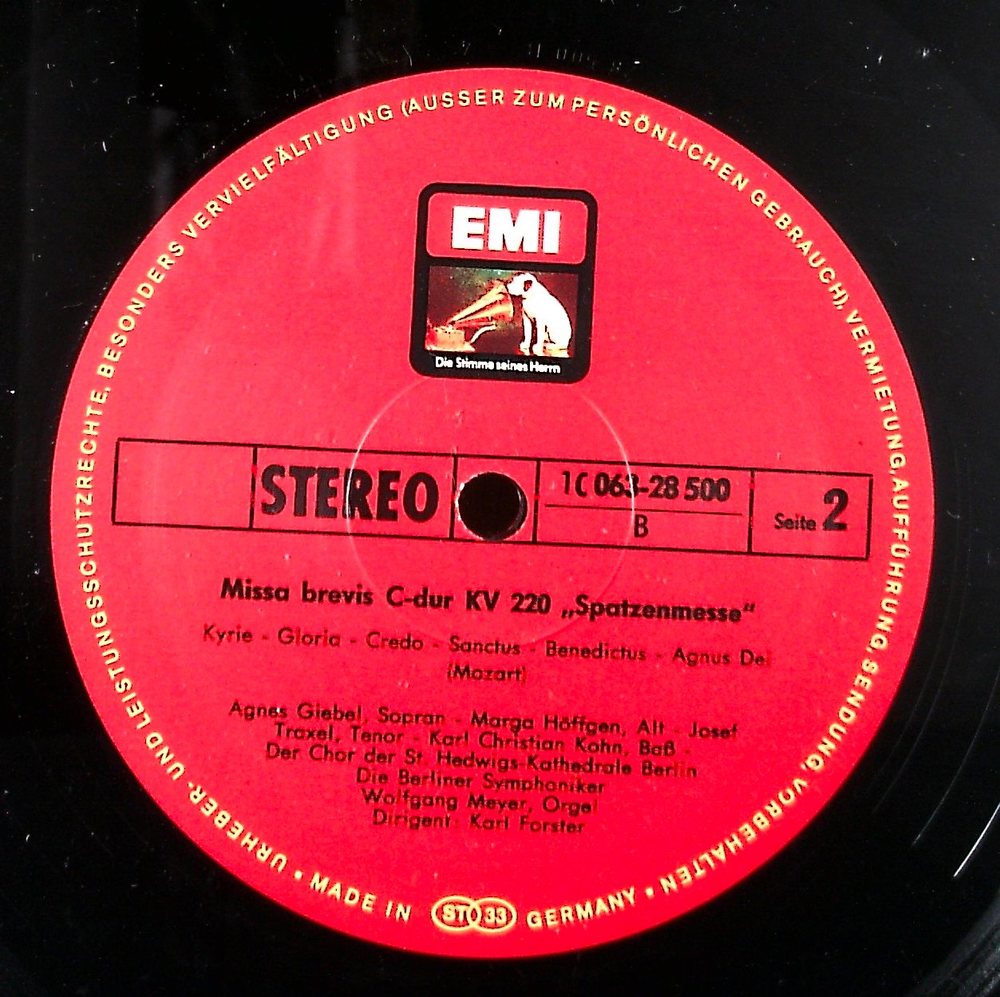 URHEBER- UND LEISTUNGSSCHUTZRECHTE, BESONDERS VERVIELFÄLTIGUNG (AUSSER ZUM PERSÖNLICHEN GEBRAUCH), VERMIETUNG, AUFFÜHRUNG, SENDUNG, VORBEHALTEN
EMI
Die Stimme seines Herrn
STEREO
1C 063-28 500
B
Seite 2
Missa brevis C-dur KV 220 „Spatzenmesse“
Kyrie - Gloria - Credo - Sanctus - Benedictus - Agnus Dei
(Mozart)
Agnes Giebel, Sopran - Marga Höffgen, Alt - Josef
Traxel, Tenor - Karl Christian Kohn, Baß -
Der Chor der St. Hedwigs-Kathedrale Berlin
Die Berliner Symphoniker
Wolfgang Meyer, Orgel
Dirigent: Karl Forster
• MADE IN STO 33 GERMANY •